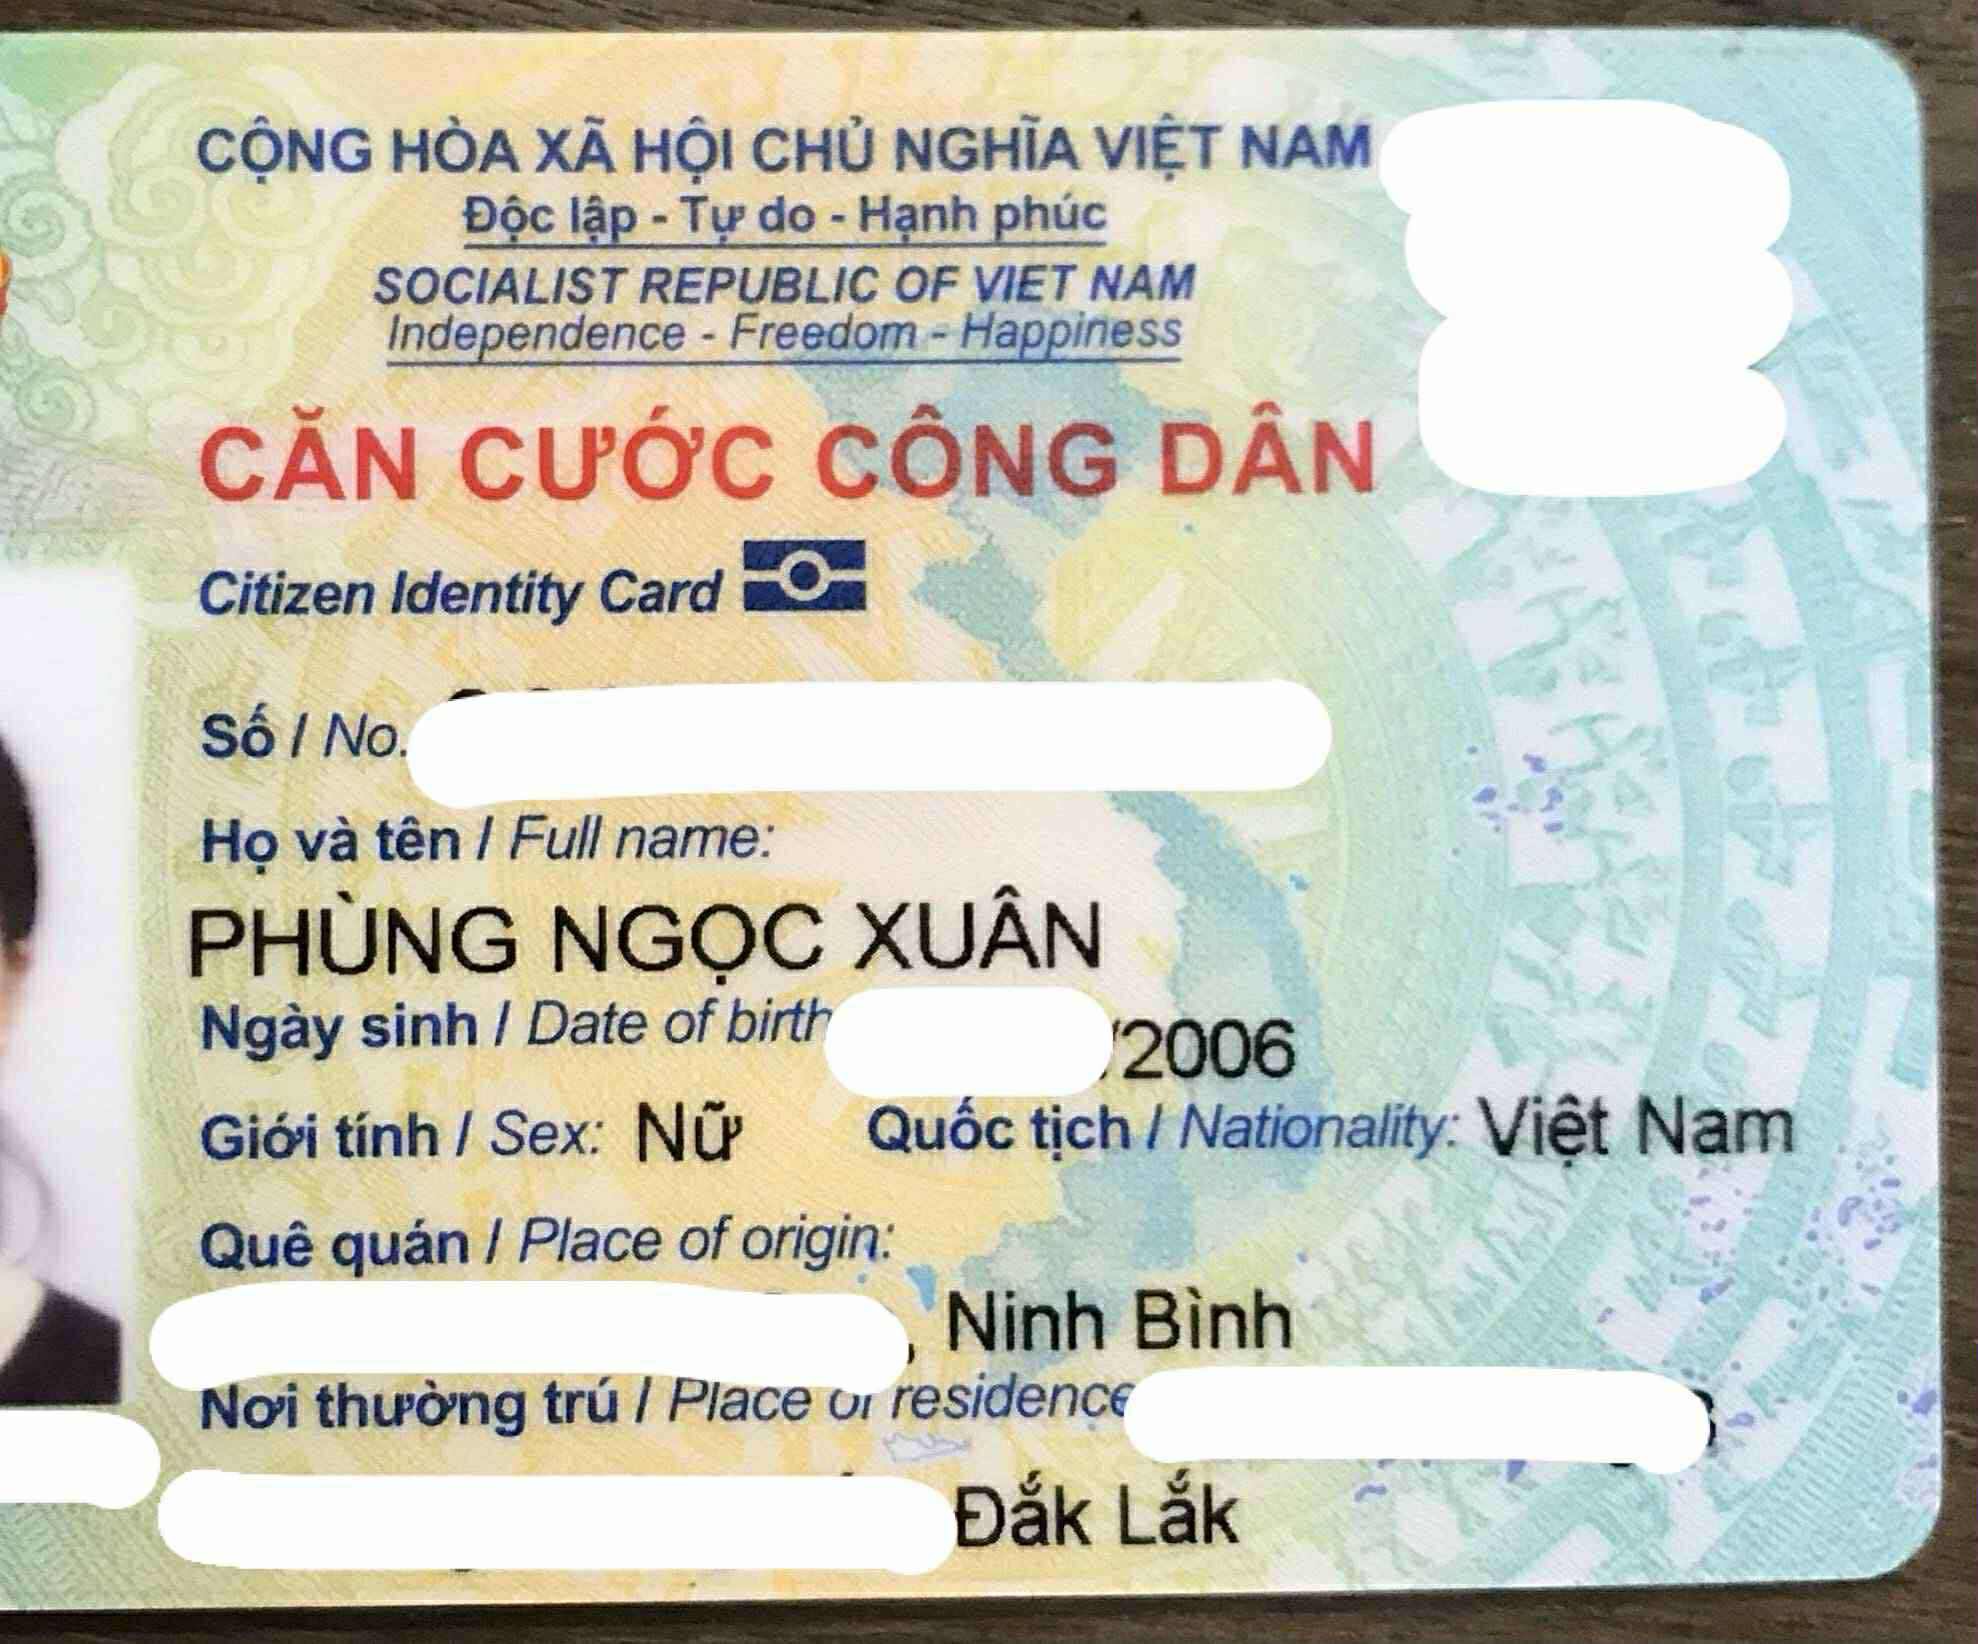 CỘNG HÒA XÃ HỘI CHỦ NGHĨA VIỆT NAM
Độc lập - Tự do - Hạnh phúc
SOCIALIST REPUBLIC OF VIET NAM
Independence - Freedom - Happiness
CĂN CƯỚC CÔNG DÂN
Citizen Identity Card
Số / No.
Họ và tên / Full name:
PHÙNG NGỌC XUÂN
Ngày sinh / Date of birth /2006
Giới tính / Sex: Nữ Quốc tịch / Nationality: Việt Nam
Quê quán / Place of origin:
, Ninh Bình
Nơi thường trú / Place of residence
Đắk Lắk